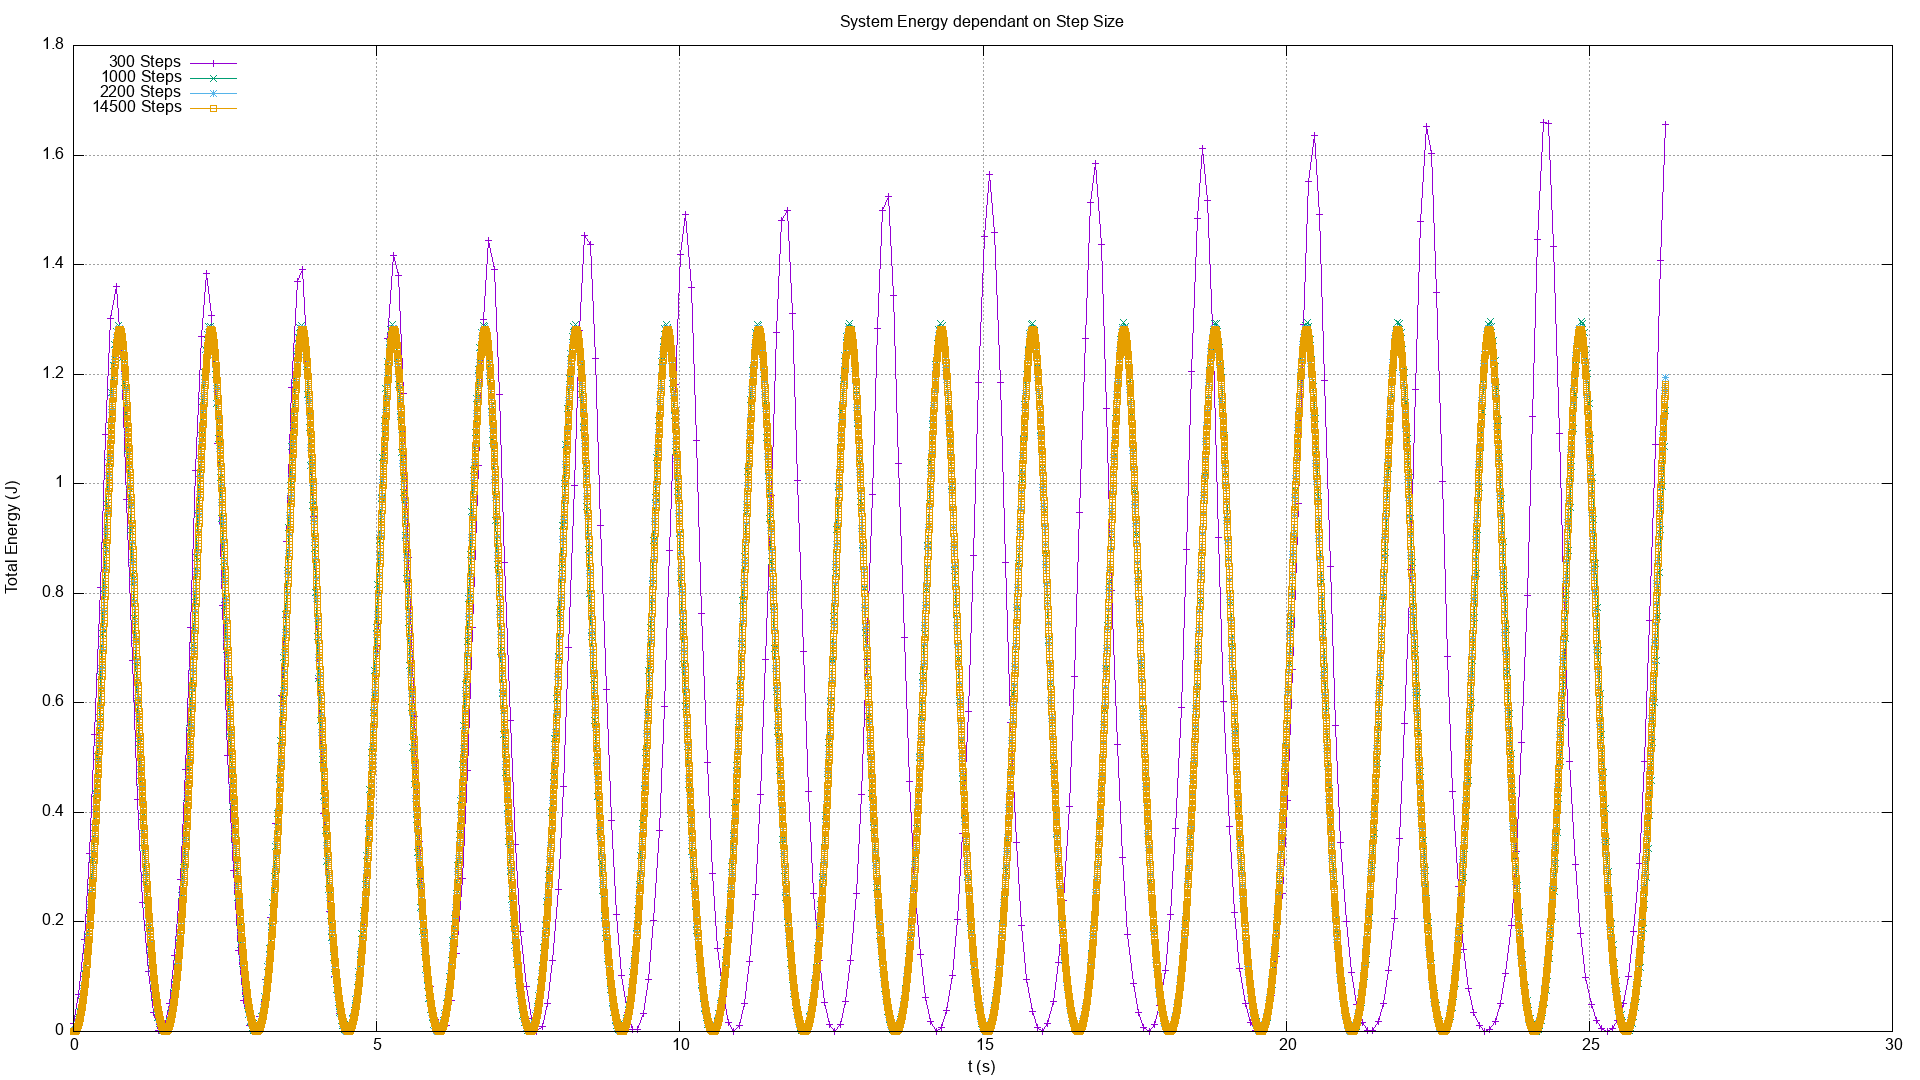 System Energy dependant on Step Size
1.8
1.6
1.4
1.2
1
0.8
0.6
0.4
0.2
0
Total Energy (J)
300 Steps
1000 Steps
2200 Steps
14500 Steps
0 5 10 15 20 25 30
t (s)